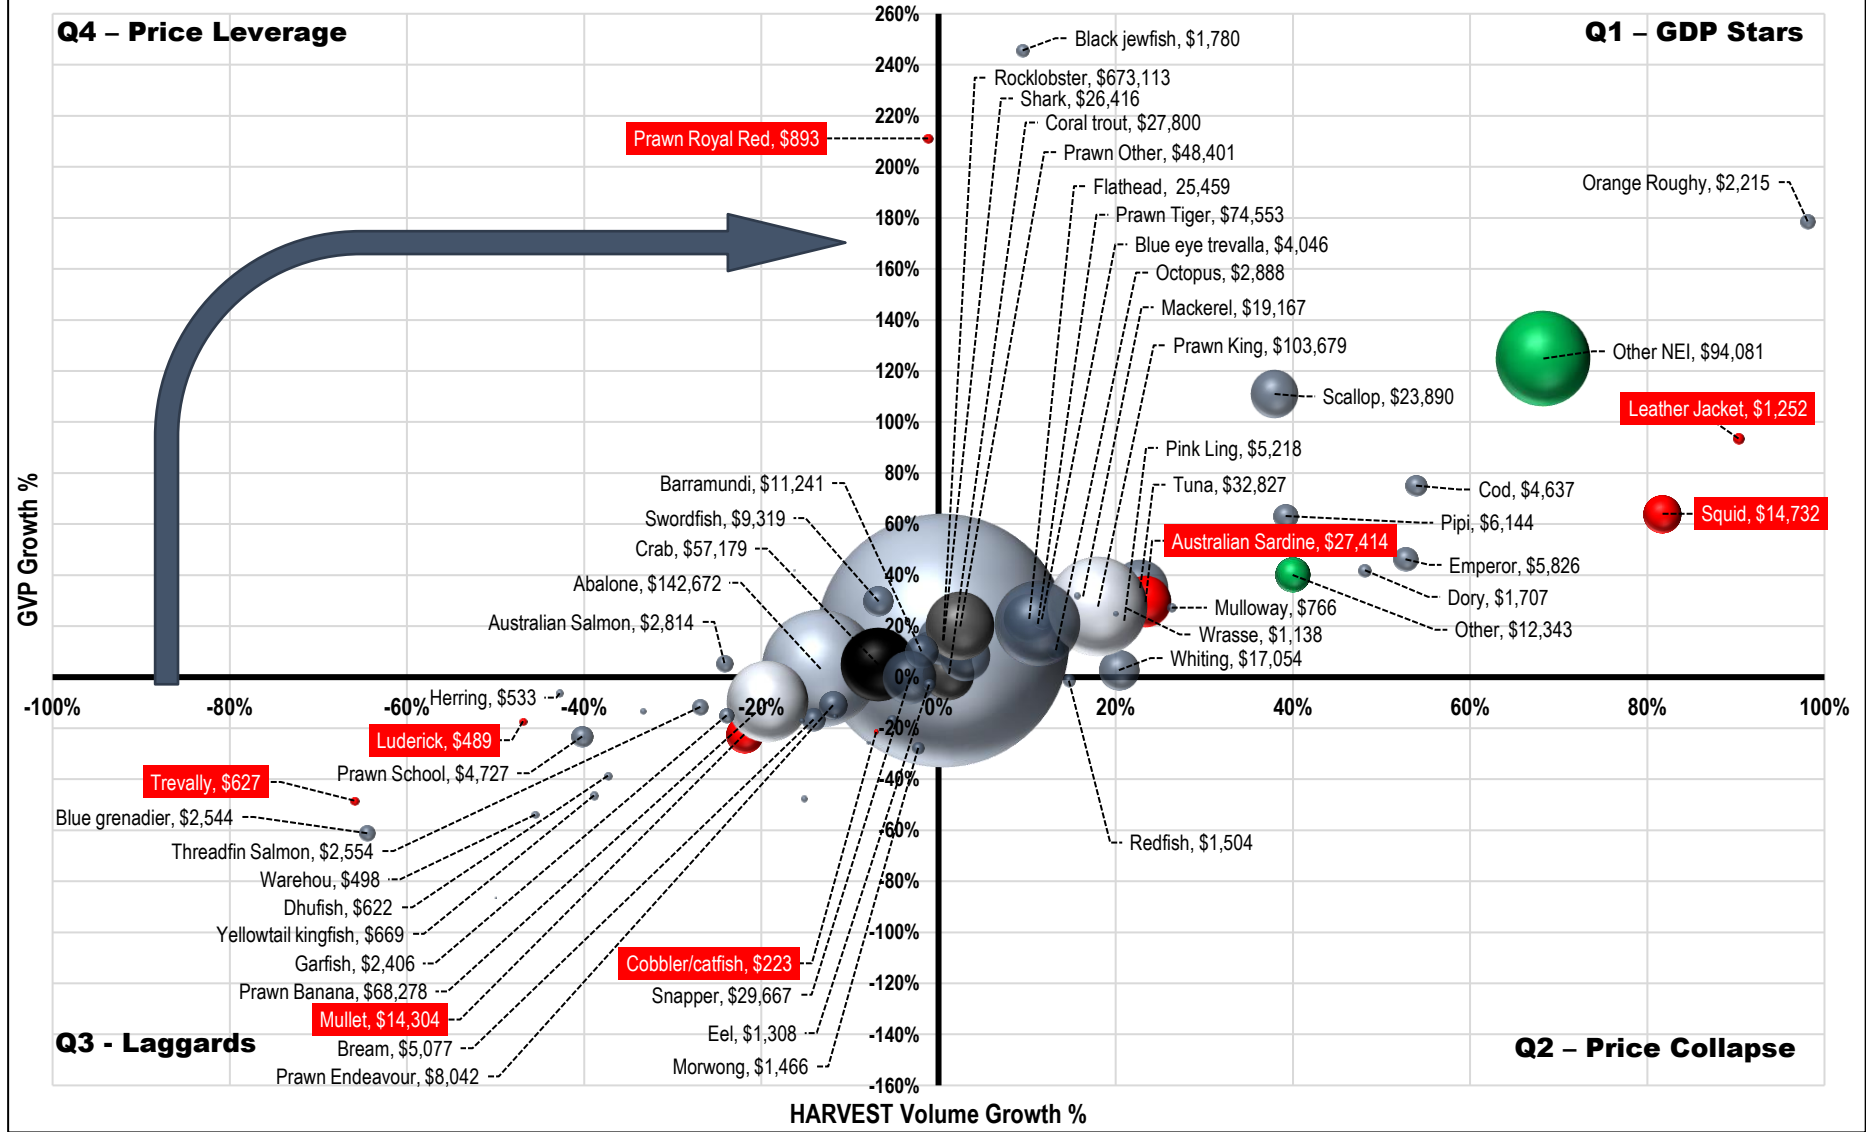 260%
Q4 – Price Leverage
Q1 – GDP Stars
Black jewfish, $1,780
240%
Rocklobster, $673,113
Shark, $26,416
220%
Coral trout, $27,800
Prawn Royal Red, $893
Prawn Other, $48,401
200%
Flathead, 25,459
Orange Roughy, $2,215
180%
Prawn Tiger, $74,553
Blue eye trevalla, $4,046
160%
Octopus, $2,888
Mackerel, $19,167
140%
Prawn King, $103,679
Other NEI, $94,081
120%
Scallop, $23,890
Leather Jacket, $1,252
100%
Pink Ling, $5,218
80%
Barramundi, $11,241
Tuna, $32,827
Cod, $4,637
Swordfish, $9,319
60%
Pipi, $6,144
Squid, $14,732
Crab, $57,179
Australian Sardine, $27,414
Emperor, $5,826
Abalone, $142,672
40%
Dory, $1,707
Mulloway, $766
Australian Salmon, $2,814
20%
Wrasse, $1,138
Other, $12,343
Whiting, $17,054
0%
GVP Growth %
-100%
-80%
-60%
-40%
-20%
0%
20%
40%
60%
80%
100%
Herring, $533
-20%
Luderick, $489
Prawn School, $4,727
-40%
Trevally, $627
Blue grenadier, $2,544
-60%
Redfish, $1,504
Threadfin Salmon, $2,554
Warehou, $498
-80%
Dhufish, $622
Yellowtail kingfish, $669
-100%
Garfish, $2,406
Cobbler/catfish, $223
Prawn Banana, $68,278
Snapper, $29,667
-120%
Mullet, $14,304
Eel, $1,308
-140%
Q3 - Laggards
Bream, $5,077
Q2 – Price Collapse
Morwong, $1,466
Prawn Endeavour, $8,042
-160%
HARVEST Volume Growth %